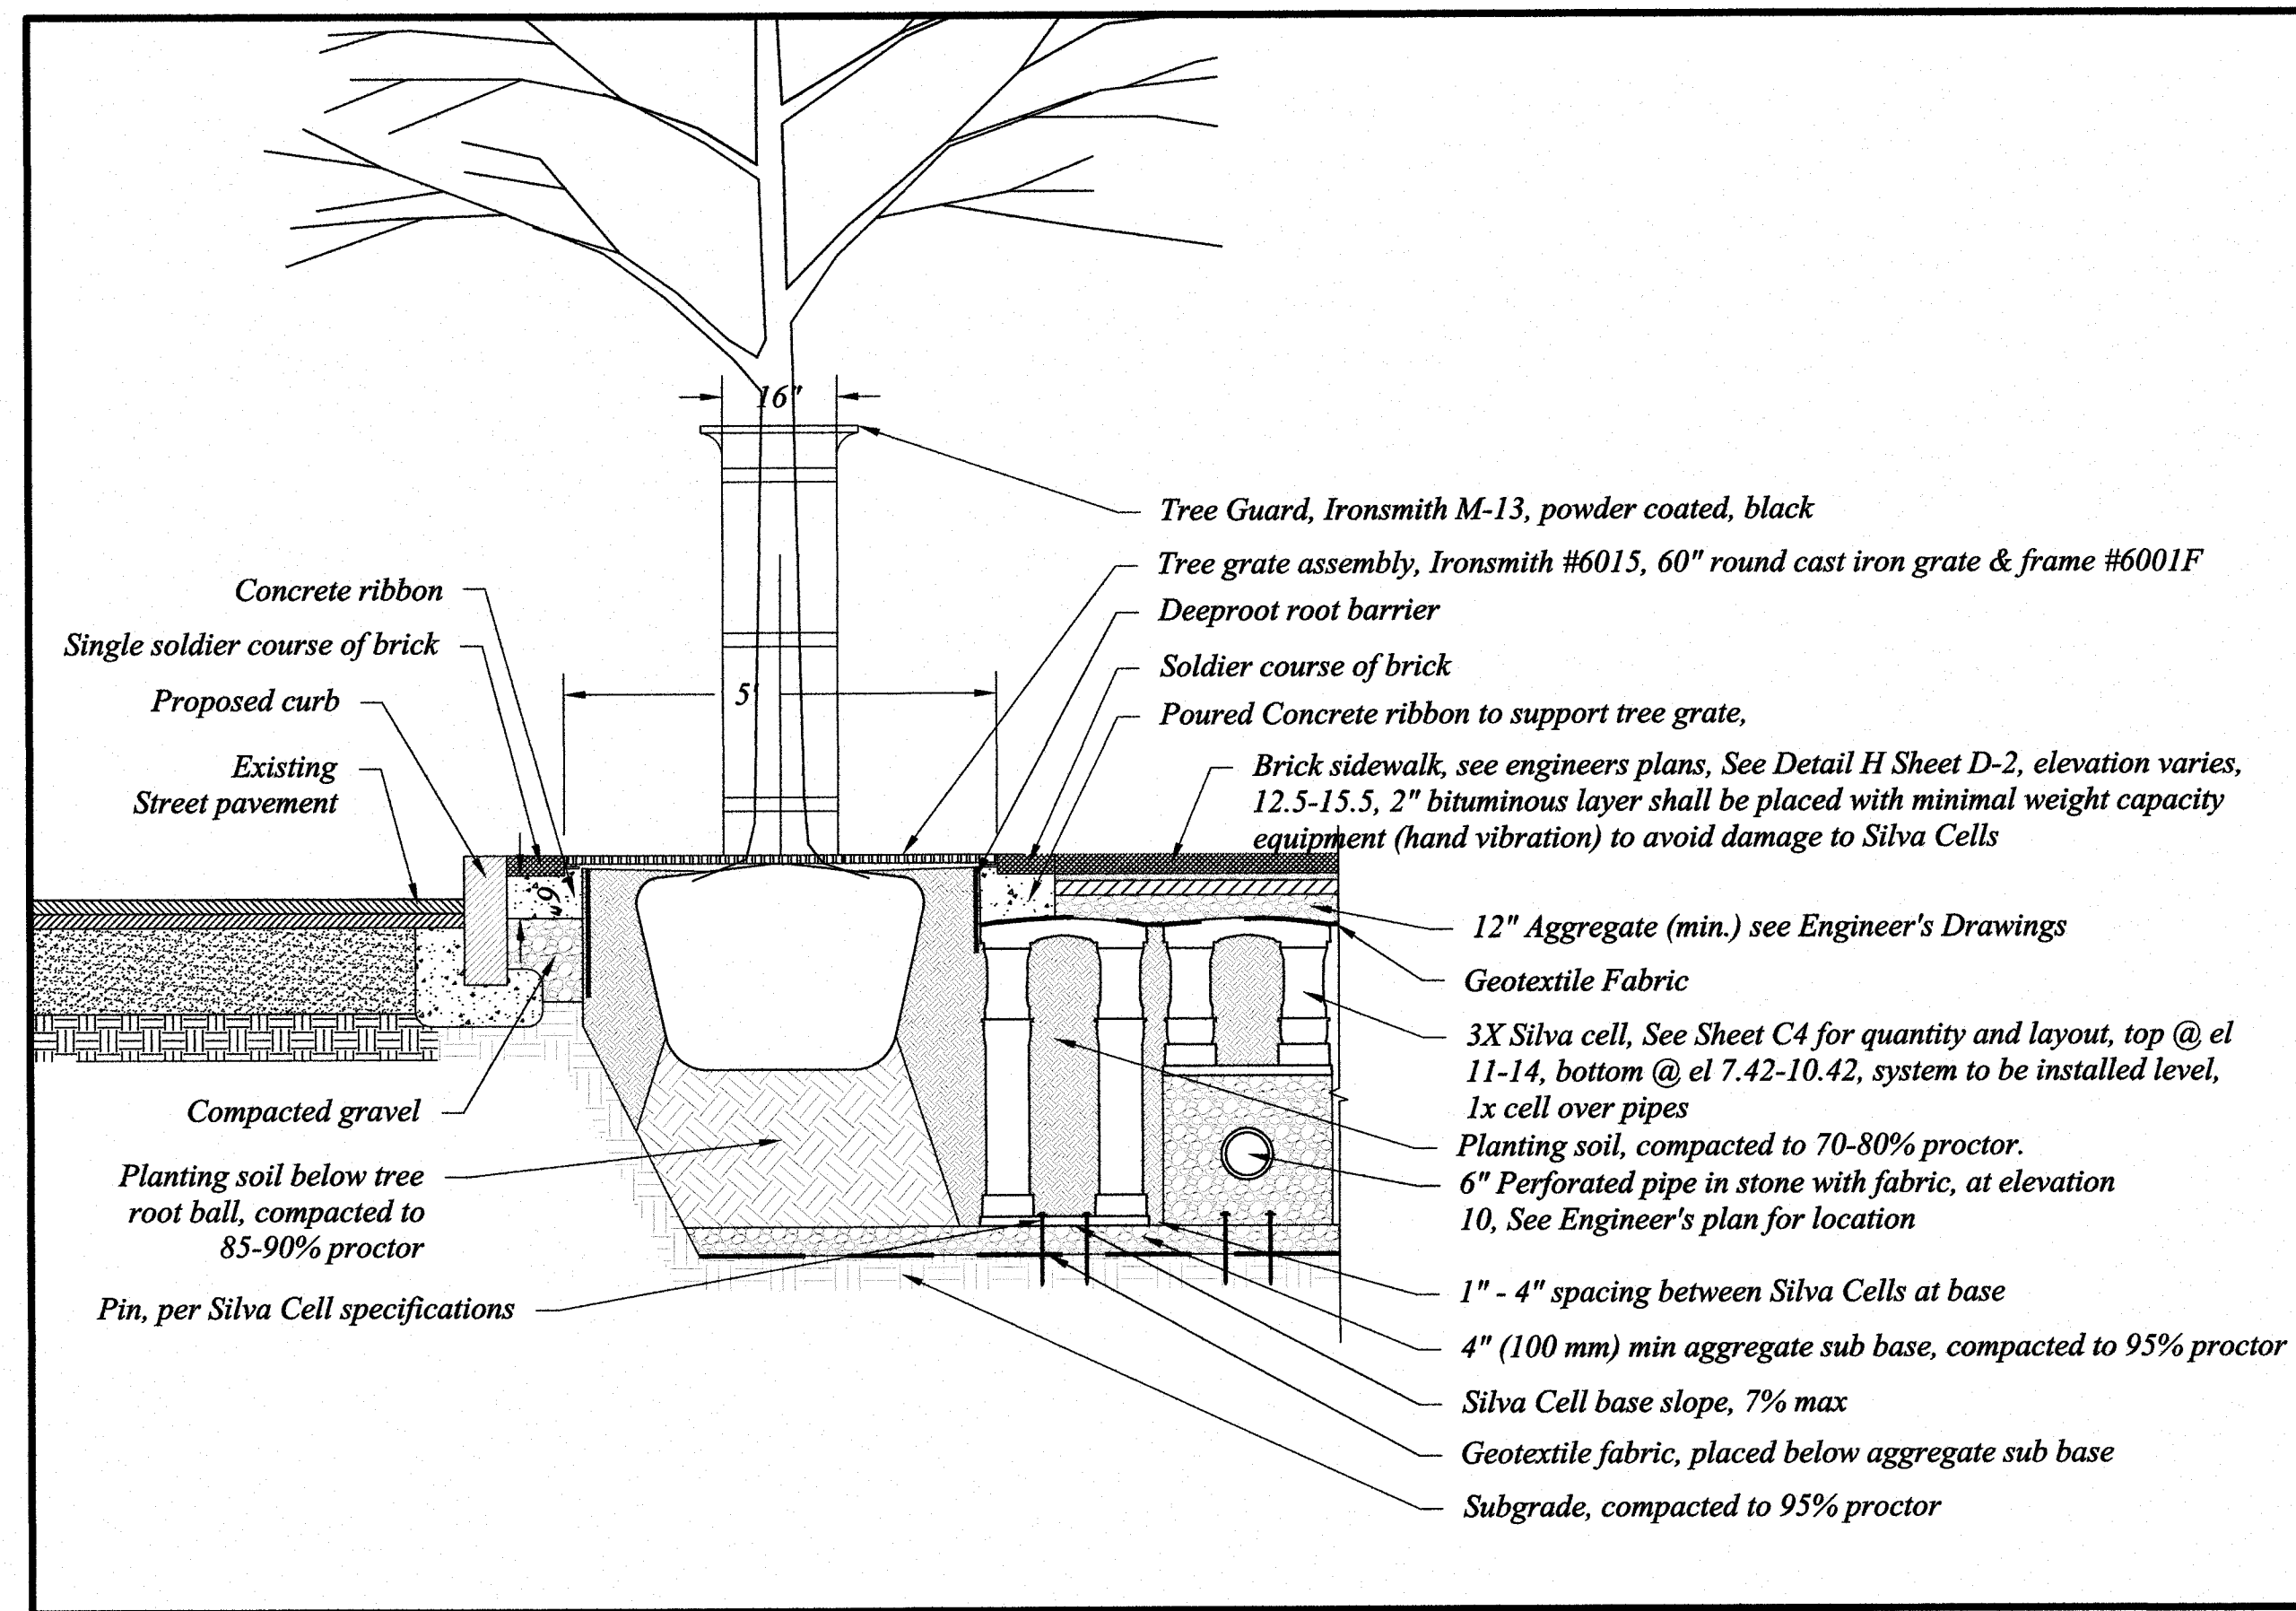 16"
Tree Guard, Ironsmith M-13, powder coated, black
Tree grate assembly, Ironsmith #6015, 60" round cast iron grate & frame #6001F
Deeproot root barrier
Soldier course of brick
Poured Concrete ribbon to support tree grate,
Brick sidewalk, see engineers plans, See Detail H Sheet D-2, elevation varies,
12.5-15.5, 2" bituminous layer shall be placed with minimal weight capacity
equipment (hand vibration) to avoid damage to Silva Cells
12" Aggregate (min.) see Engineer's Drawings
Geotextile Fabric
3X Silva cell, See Sheet C4 for quantity and layout, top @ el
11-14, bottom @ el 7.42-10.42, system to be installed level,
1x cell over pipes
Planting soil, compacted to 70-80% proctor.
6" Perforated pipe in stone with fabric, at elevation
10, See Engineer's plan for location
1" - 4" spacing between Silva Cells at base
4" (100 mm) min aggregate sub base, compacted to 95% proctor
Silva Cell base slope, 7% max
Geotextile fabric, placed below aggregate sub base
Subgrade, compacted to 95% proctor
Concrete ribbon
Single soldier course of brick
Proposed curb
Existing
Street pavement
5'
6"
Compacted gravel
Planting soil below tree
root ball, compacted to
85-90% proctor
Pin, per Silva Cell specifications